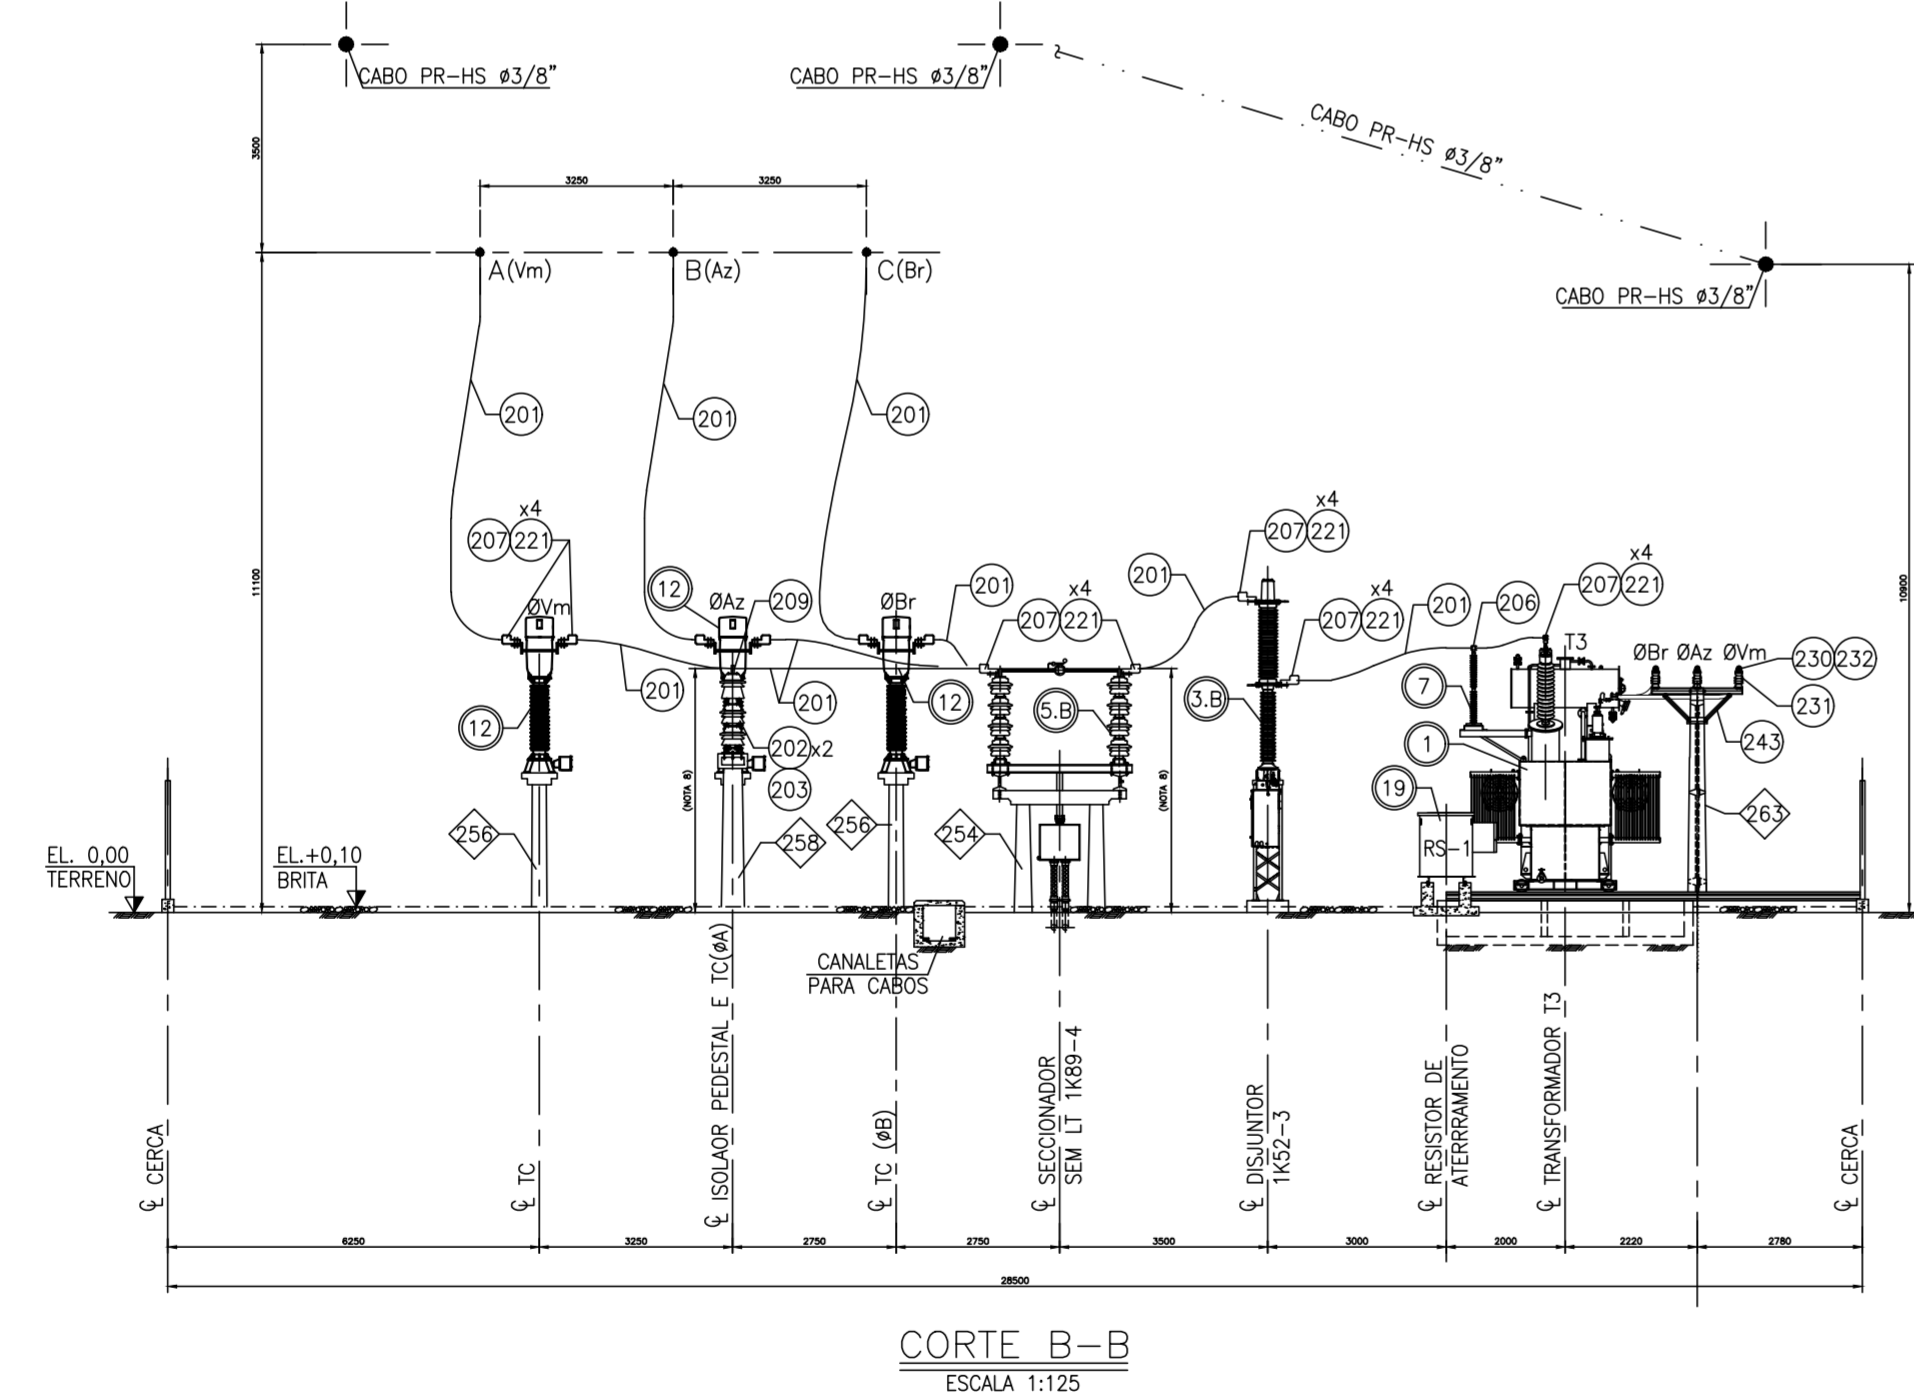 CABO PR-HS ø3/8"
CABO PR-HS ø3/8"
CABO PR-HS ø3/8"
CABO PR-HS ø3/8"
3500
3250
3250
A(Vm)
B(Az)
C(Br)
11100
10900
201
201
201
x4
207 221
x4
207 221
x4
207 221
x4
207 221
x4
207 221
12
ØVm
ØAz
209
ØBr
201
201
201
206
T3
ØBr ØAz ØVm
230 232
231
243
7
1
19
201
201
12
12
202 x2
203
5.B
3.B
(NOTA 8)
(NOTA 8)
256
258
256
254
263
RS-1
EL. 0,00
TERRENO
EL.+0,10
BRITA
CANALETAS
PARA CABOS
℄ CERCA
℄ TC
℄ ISOLAOR PEDESTAL E TC(øA)
℄ TC (øB)
℄ SECCIONADOR
SEM LT 1K89-4
℄ DISJUNTOR
1K52-3
℄ RESISTOR DE
ATERRRAMENTO
℄ TRANSFORMADOR T3
℄ CERCA
6250
3250
2750
2750
3500
3000
2000
2220
2780
28500
CORTE B-B
ESCALA 1:125